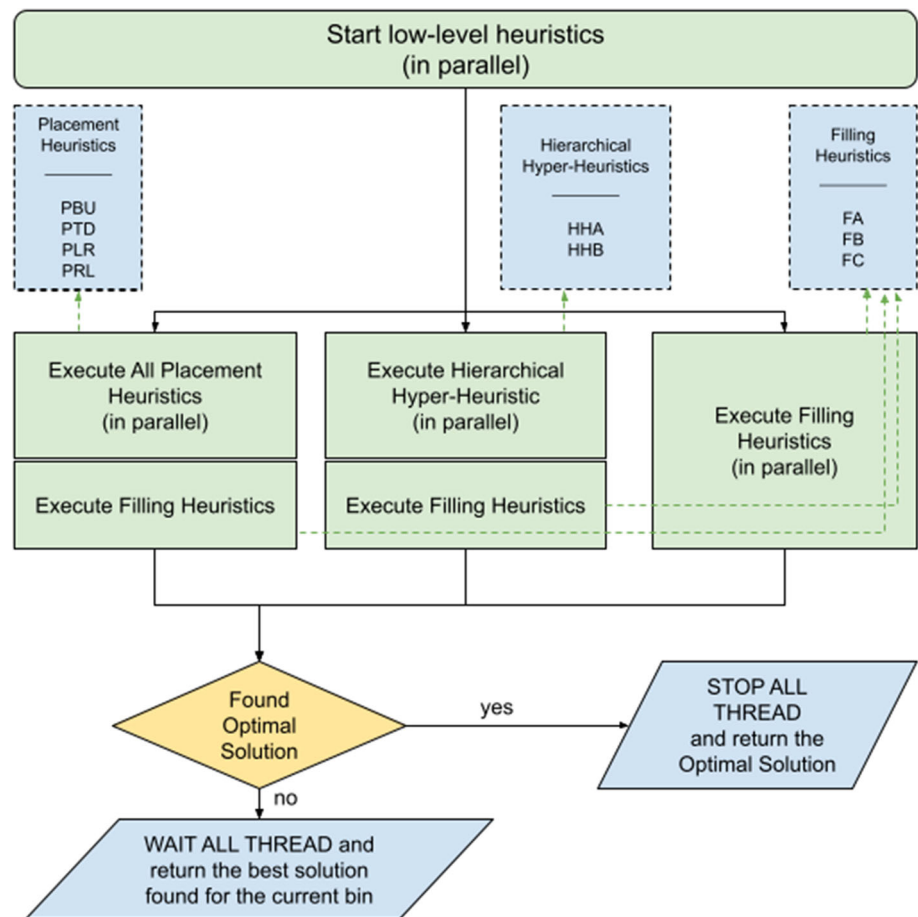 Start low-level heuristics
(in parallel)
Placement
Heuristics
PBU
PTD
PLR
PRL
Hierarchical
Hyper-Heuristics
HHA
HHB
Filling
Heuristics
FA
FB
FC
Execute All Placement
Heuristics
(in parallel)
Execute Filling Heuristics
Execute Hierarchical
Hyper-Heuristic
(in parallel)
Execute Filling Heuristics
Execute Filling
Heuristics
(in parallel)
Found
Optimal
Solution
yes
STOP ALL
THREAD
and return the
Optimal Solution
no
WAIT ALL THREAD and
return the best solution
found for the current bin